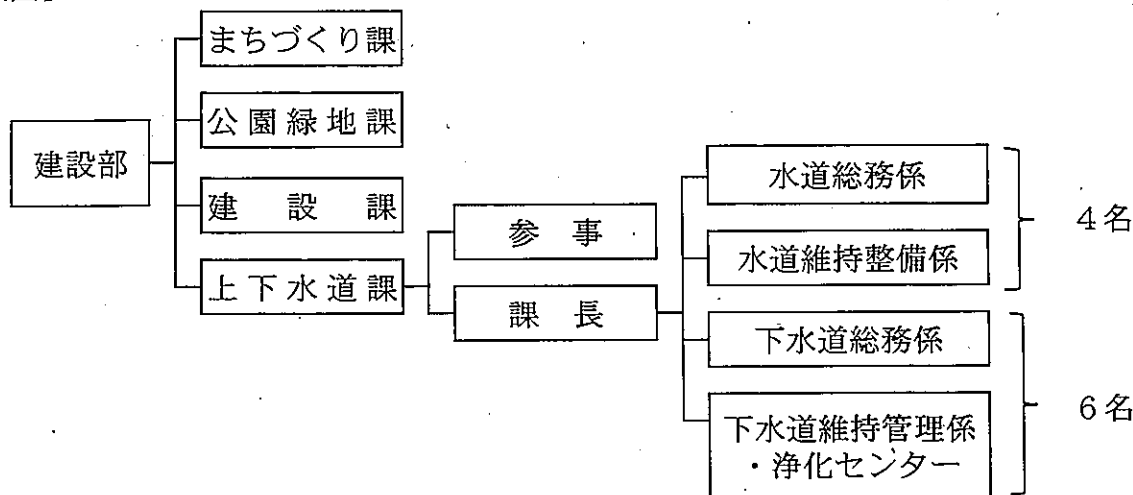 まちづくり課
公園緑地課
建設部
建設課
上下水道課
参事
課長
水道総務係
水道維持整備係
4名
下水道総務係
下水道維持管理係
・浄化センター
6名